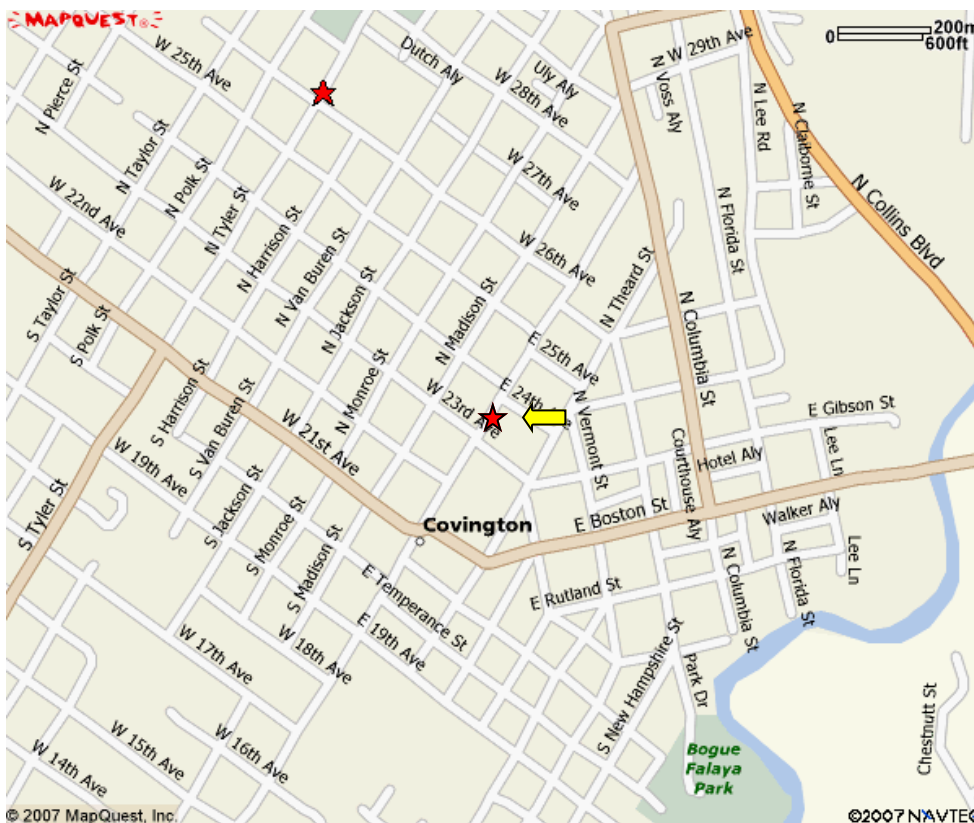 MAPQUEST
200m
0
600ft
W 25th Ave
Dutch Aly
W 29th Ave
Uly Aly
W 28th Ave
N Voss Aly
N Lee Rd
N Claiborne St
N Pierce St
N Taylor St
N Polk St
W 27th Ave
N Collins Blvd
W 22nd Ave
N Tyler St
N Harrison St
N Florida St
W 26th Ave
N Van Buren St
N Jackson St
N Theard St
S Taylor St
N Madison St
S Polk St
E 25th Ave
N Columbia St
N Monroe St
W 23rd Ave
E 24th Ave
S Harrison St
S Van Buren St
N Vermont St
E Gibson St
W 21st Ave
Lee Ln
Courthouse Aly
Hotel Aly
W 19th Ave
S Tyler St
S Jackson St
Covington
E Boston St
Walker Aly
S Monroe St
Lee Ln
S Madison St
E Temperance St
E Rutland St
N Columbia St
N Florida St
W 17th Ave
W 18th Ave
E 19th Ave
S New Hampshire St
Park Dr
W 14th Ave
W 15th Ave
W 16th Ave
Chestnutt St
Bogue
Falaya
Park
© 2007 MapQuest, Inc.
©2007 NAVTEQ